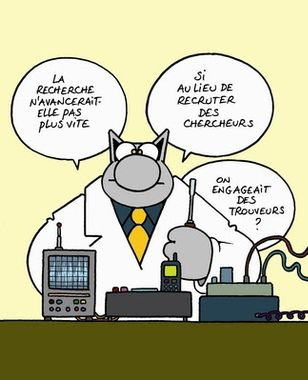 LA
RECHERCHE
N'AVANCERAIT-
ELLE PAS
PLUS VITE
SI
AU LIEU DE
RECRUTER
DES
CHERCHEURS
ON
ENGAGEAIT
DES
TROUVEURS
?